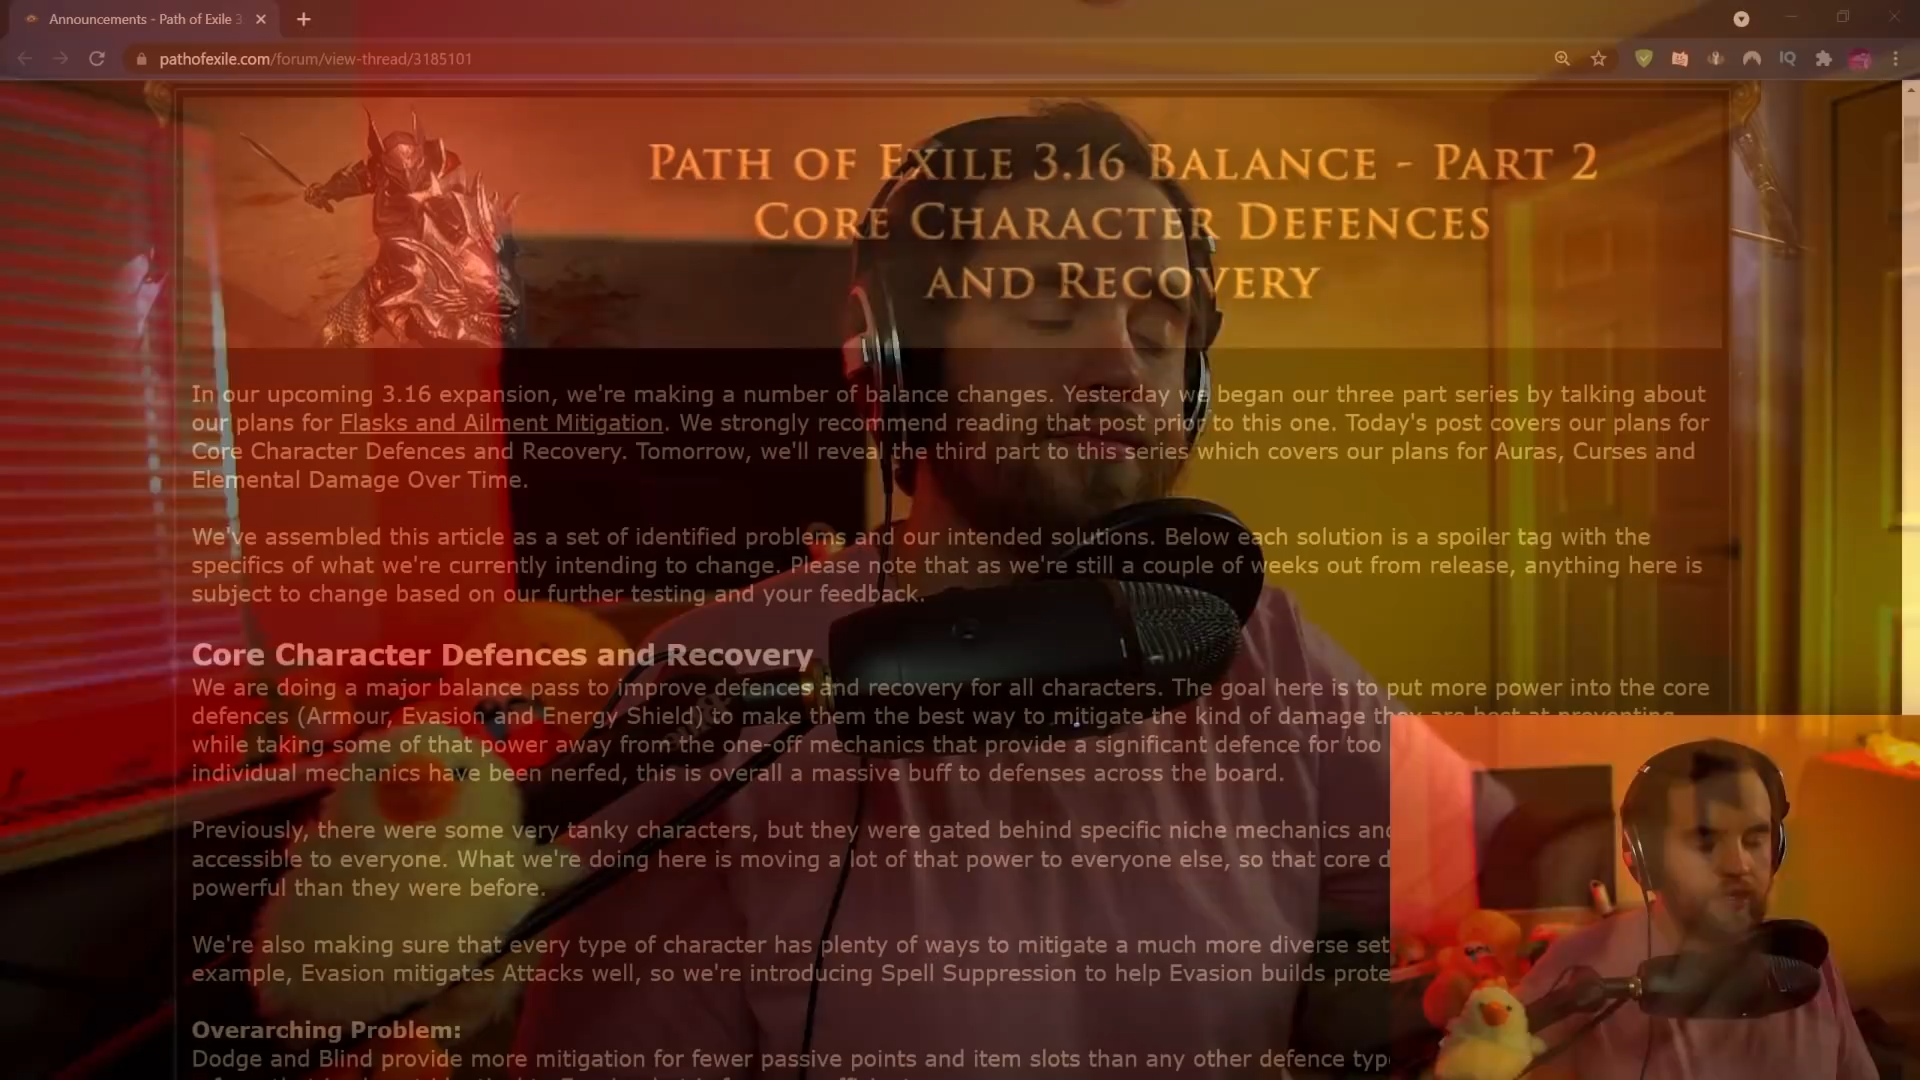 Announcements - Path of Exile 3
pathofexile.com/forum/view-thread/3185101
IQ
PATH OF EXILE 3.16 BALANCE - PART 2
CORE CHARACTER DEFENCES
AND RECOVERY
In our upcoming 3.16 expansion, we're making a number of balance changes. Yesterday we began our three part series by talking about
our plans for Flasks and Ailment Mitigation. We strongly recommend reading that post prior to this one. Today's post covers our plans for
Core Character Defences and Recovery. Tomorrow, we'll reveal the third part to this series which covers our plans for Auras, Curses and
Elemental Damage Over Time.
We've assembled this article as a set of identified problems and our intended solutions. Below each solution is a spoiler tag with the
specifics of what we're currently intending to change. Please note that as we're still a couple of weeks out from release, anything here is
subject to change based on our further testing and your feedback.
Core Character Defences and Recovery
We are doing a major balance pass to improve defences and recovery for all characters. The goal here is to put more power into the core
defences (Armour, Evasion and Energy Shield) to make them the best way to mitigate the kind of damage they are best at preventing
while taking some of that power away from the one-off mechanics that provide a significant defence for too
individual mechanics have been nerfed, this is overall a massive buff to defenses across the board.
Previously, there were some very tanky characters, but they were gated behind specific niche mechanics and
accessible to everyone. What we're doing here is moving a lot of that power to everyone else, so that core
powerful than they were before.
We're also making sure that every type of character has plenty of ways to mitigate a much more diverse set
example, Evasion mitigates Attacks well, so we're introducing Spell Suppression to help Evasion builds
Overarching Problem:
Dodge and Blind provide more mitigation for fewer passive points and item slots than any other defence